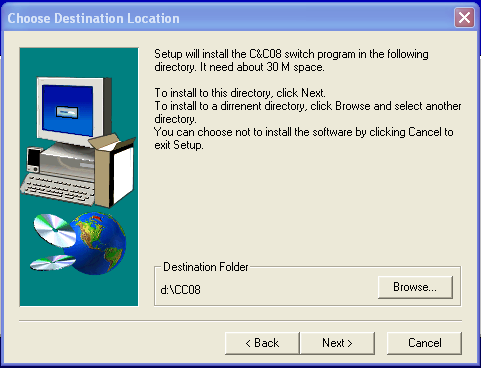 Choose Destination Location
Setup will install the C&C08 switch program in the following
directory. It need about 30 M space.
To install to this directory, click Next.
To install to a dirrenent directory, click Browse and select another
directory.
You can choose not to install the software by clicking Cancel to
exit Setup.
Destination Folder
d:\CC08
Browse...
< Back
Next >
Cancel